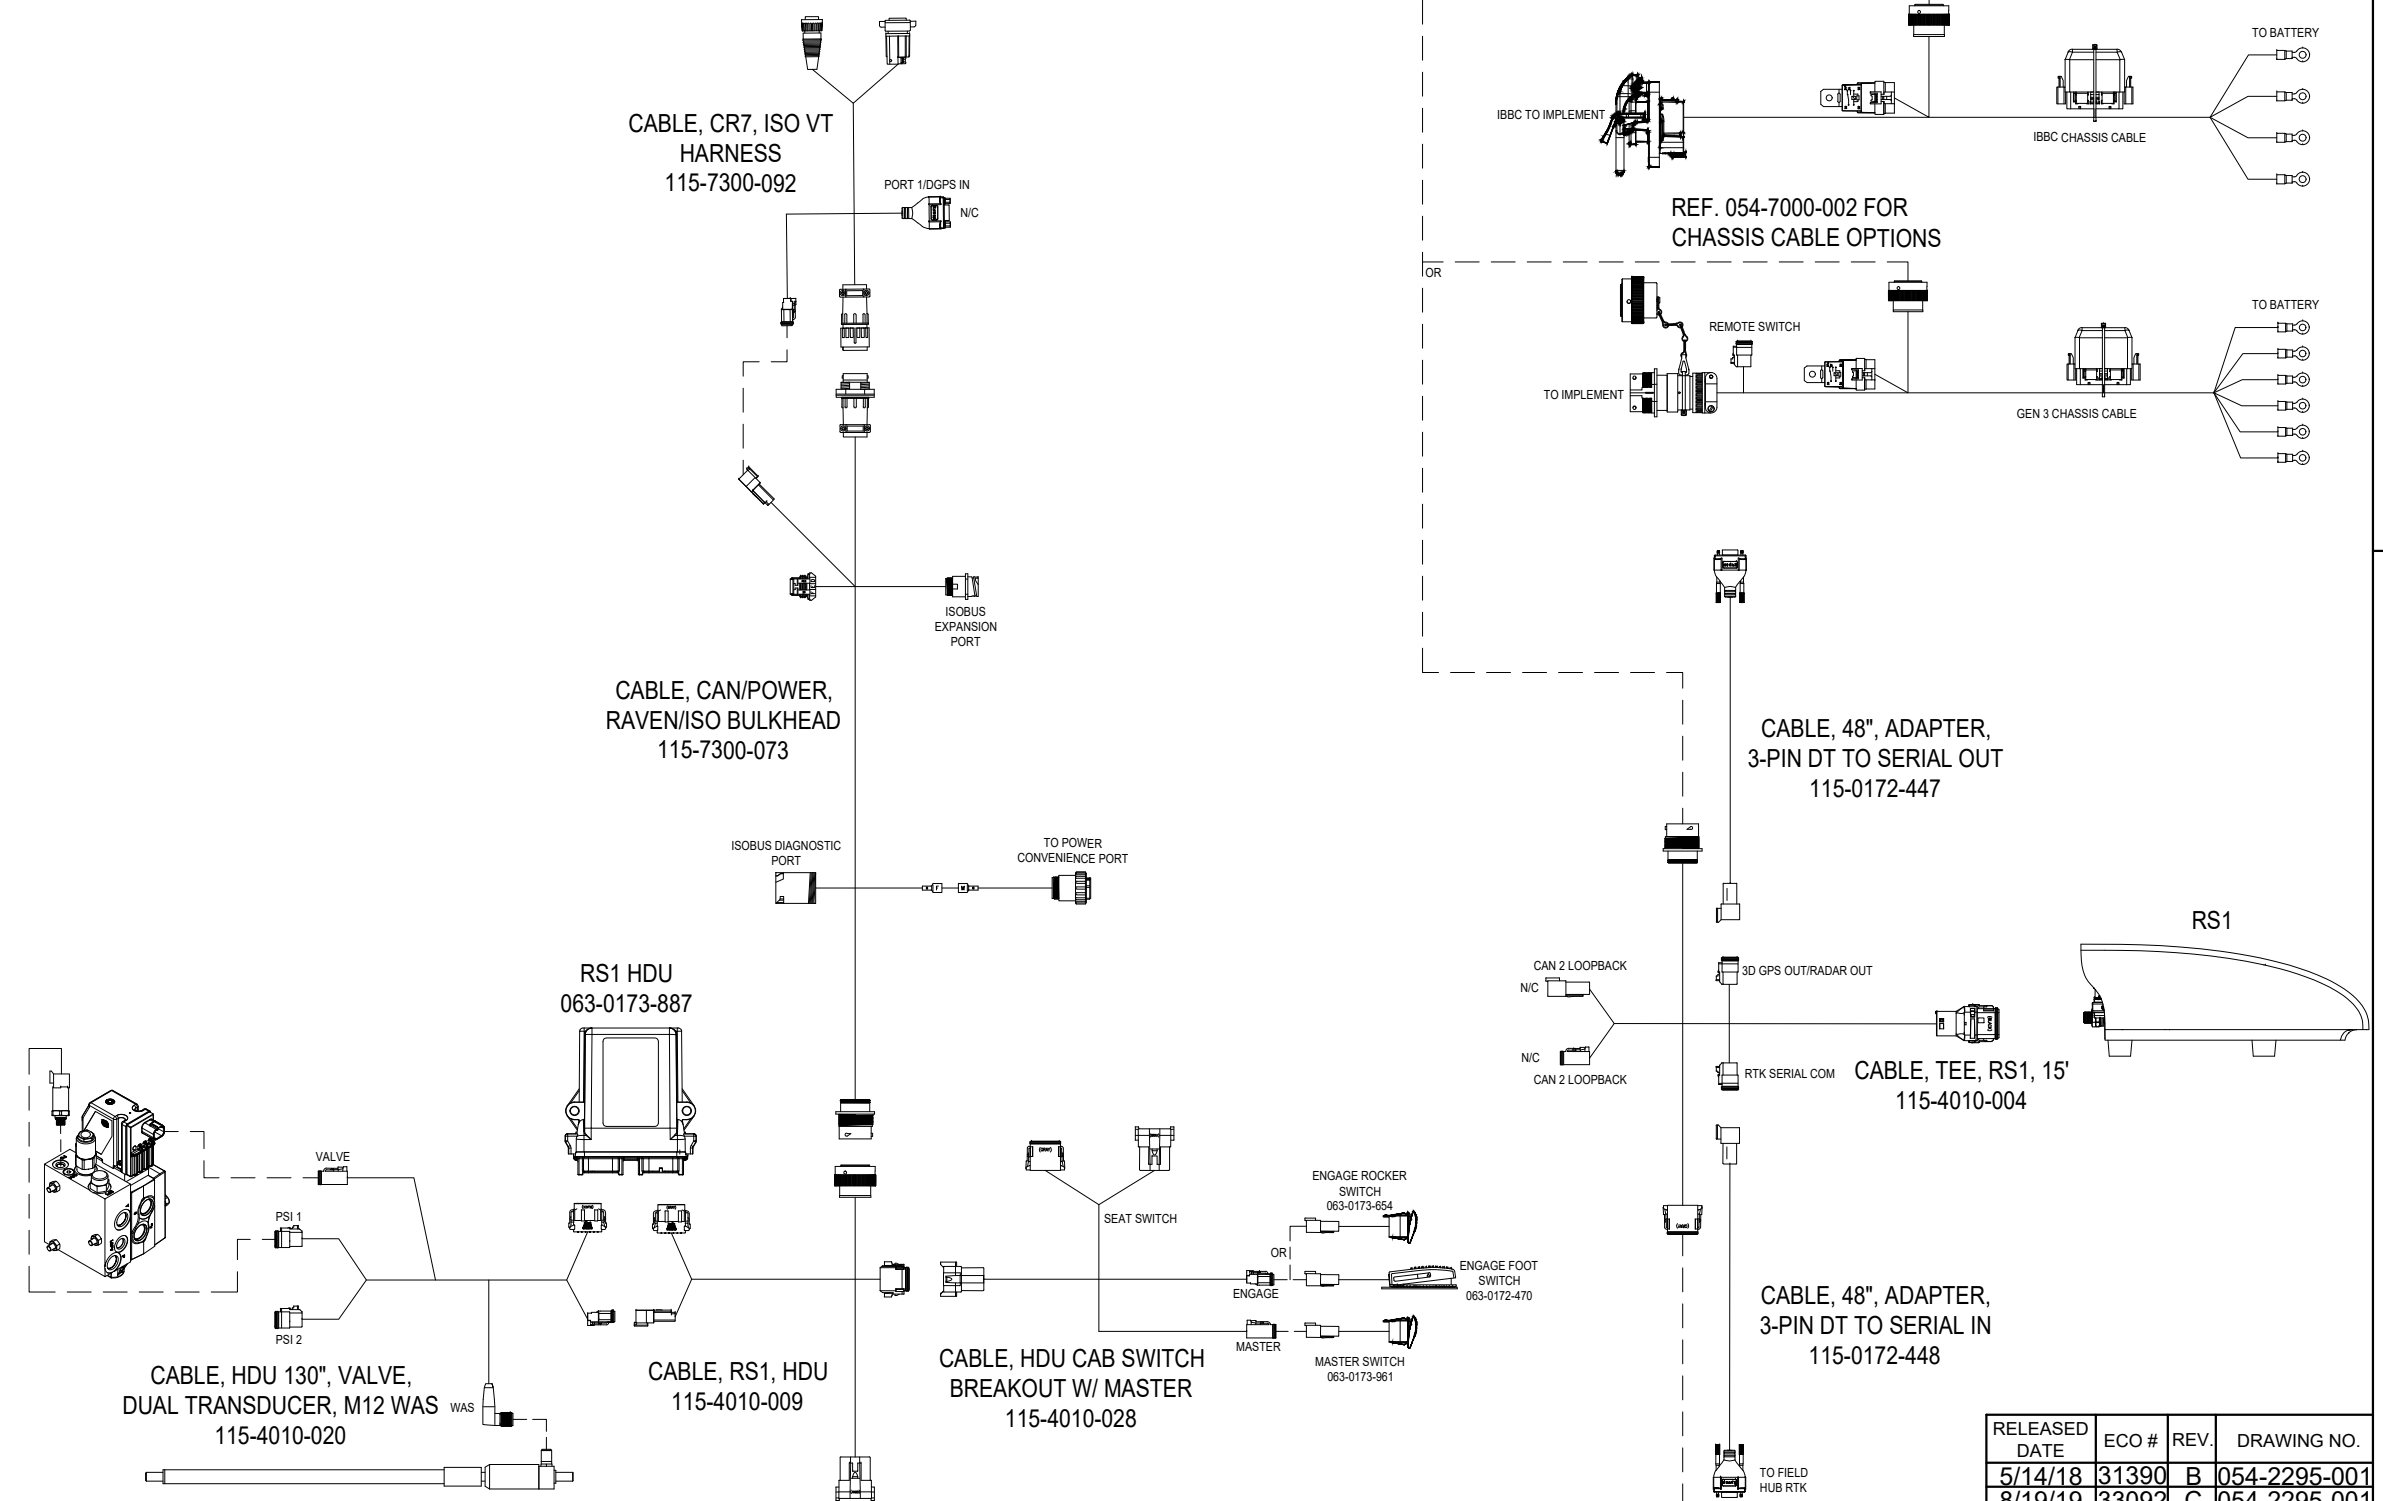 TO BATTERY
IBBC TO IMPLEMENT
IBBC CHASSIS CABLE
CABLE, CR7, ISO VT
HARNESS
115-7300-092
PORT 1/DGPS IN
N/C
REF. 054-7000-002 FOR
CHASSIS CABLE OPTIONS
OR
TO BATTERY
REMOTE SWITCH
TO IMPLEMENT
GEN 3 CHASSIS CABLE
ISOBUS
EXPANSION
PORT
CABLE, CAN/POWER,
RAVEN/ISO BULKHEAD
115-7300-073
CABLE, 48", ADAPTER,
3-PIN DT TO SERIAL OUT
115-0172-447
ISOBUS DIAGNOSTIC
PORT
TO POWER
CONVENIENCE PORT
RS1
RS1 HDU
063-0173-887
CAN 2 LOOPBACK
N/C
3D GPS OUT/RADAR OUT
N/C
CAN 2 LOOPBACK
RTK SERIAL COM
CABLE, TEE, RS1, 15'
115-4010-004
VALVE
PSI 1
PSI 2
SEAT SWITCH
ENGAGE ROCKER
SWITCH
063-0173-654
OR
ENGAGE
ENGAGE FOOT
SWITCH
063-0172-470
MASTER
MASTER SWITCH
063-0173-961
CABLE, HDU 130", VALVE,
DUAL TRANSDUCER, M12 WAS
115-4010-020
WAS
CABLE, RS1, HDU
115-4010-009
CABLE, HDU CAB SWITCH
BREAKOUT W/ MASTER
115-4010-028
CABLE, 48", ADAPTER,
3-PIN DT TO SERIAL IN
115-0172-448
TO FIELD
HUB RTK
RELEASED
DATE
ECO # REV. DRAWING NO.
5/14/18 31390 B 054-2295-001
8/19/19 33092 C 054-2295-001